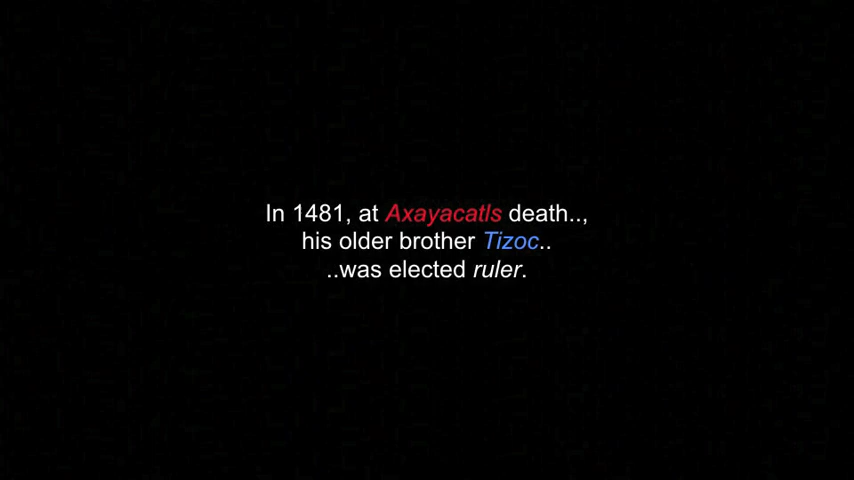 In 1481, at Axayacatls death..,
his older brother Tizoc..
..was elected ruler.